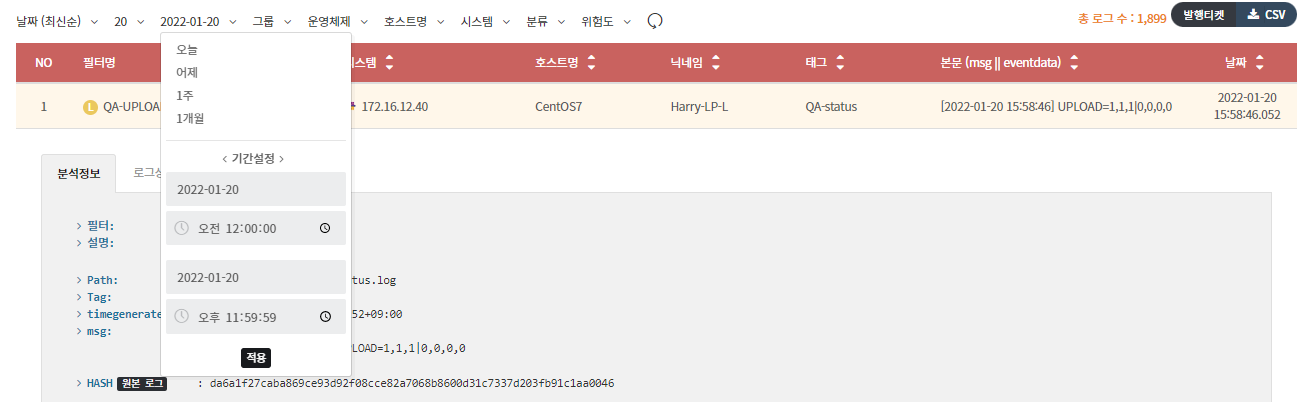 날짜 (최신순) 20 2022-01-20 그룹 운영체제 호스트명 시스템 분류 위험도 총 로그 수 : 1,899 발행티켓 CSV
NO 필터명 스템 호스트명 닉네임 태그 본문 (msg || eventdata) 날짜
1 L QA-UPLOA 172.16.12.40 CentOS7 Harry-LP-L QA-status [2022-01-20 15:58:46] UPLOAD=1,1,1|0,0,0,0 2022-01-20
15:58:46.052
오늘
어제
1주
1개월
< 기간설정 >
2022-01-20
오전 12:00:00
2022-01-20
오후 11:59:59
적용
분석정보 로그상
> 필터:
> 설명:
> Path: tus.log
> Tag:
> timegenerate 52+09:00
> msg:
LOAD=1,1,1|0,0,0,0
> HASH 원본 로그 : da6a1f27caba869ce93d92f08cce82a7068b8600d31c7337d203fb91c1aa0046